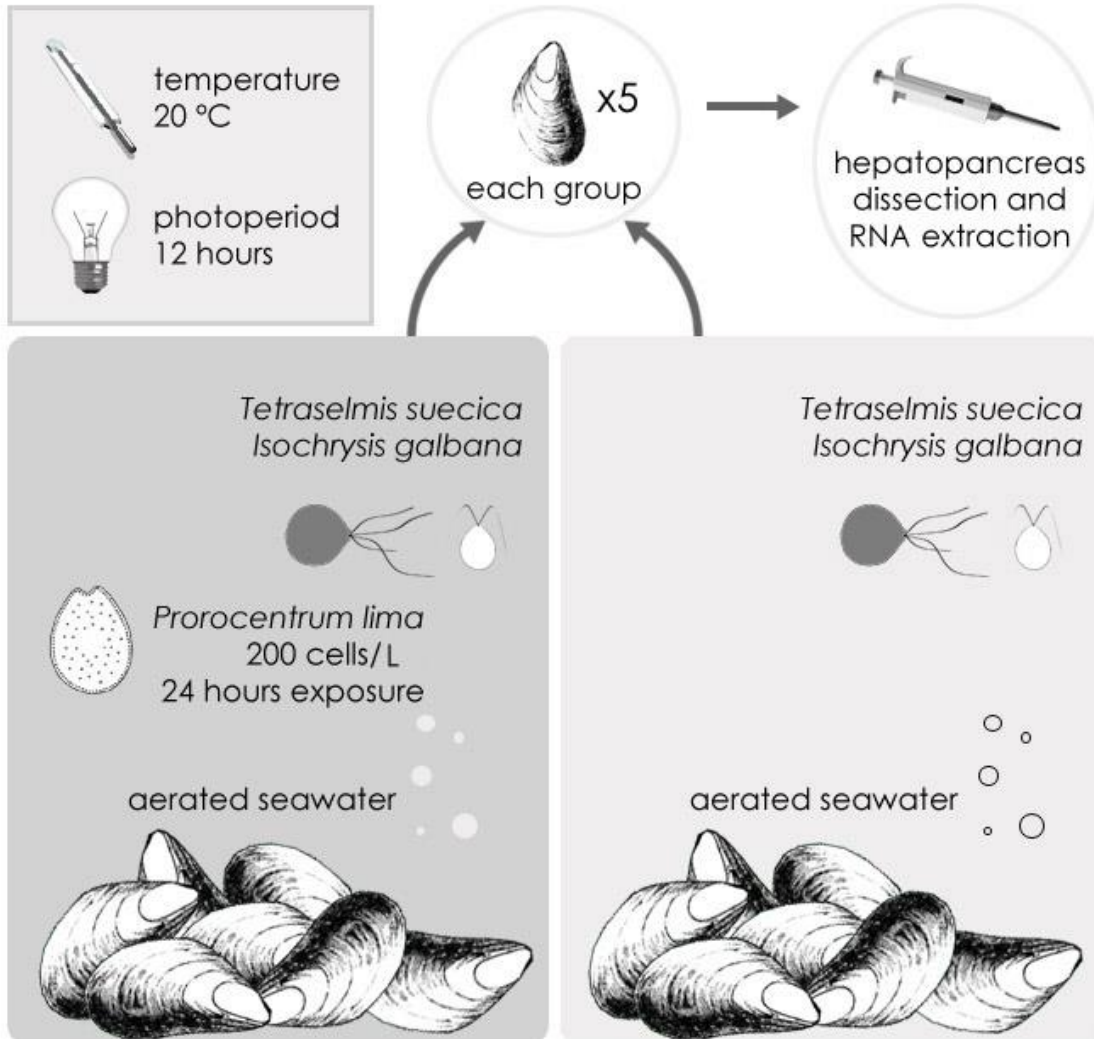 temperature
20 ºC
photoperiod
12 hours
x5
each group
hepatopancreas
dissection and
RNA extraction
Tetraselmis suecica
Isochrysis galbana
Prorocentrum lima
200 cells/L
24 hours exposure
aerated seawater
Tetraselmis suecica
Isochrysis galbana
aerated seawater